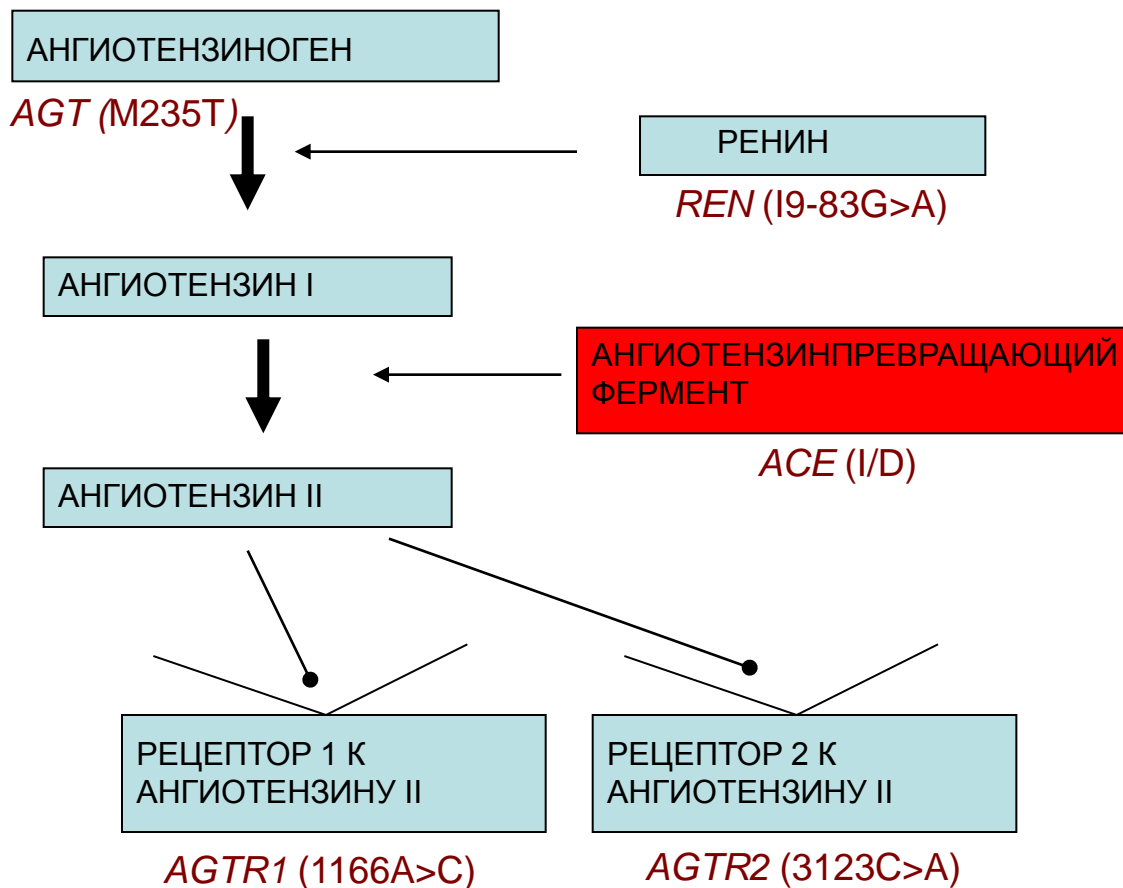 АНГИОТЕНЗИНОГЕН
AGT (M235T)
РЕНИН
REN (I9-83G>A)
АНГИОТЕНЗИН I
АНГИОТЕНЗИНПРЕВРАЩАЮЩИЙ
ФЕРМЕНТ
ACE (I/D)
АНГИОТЕНЗИН II
РЕЦЕПТОР 1 К
АНГИОТЕНЗИНУ II
AGTR1 (1166A>C)
РЕЦЕПТОР 2 К
АНГИОТЕНЗИНУ II
AGTR2 (3123C>A)